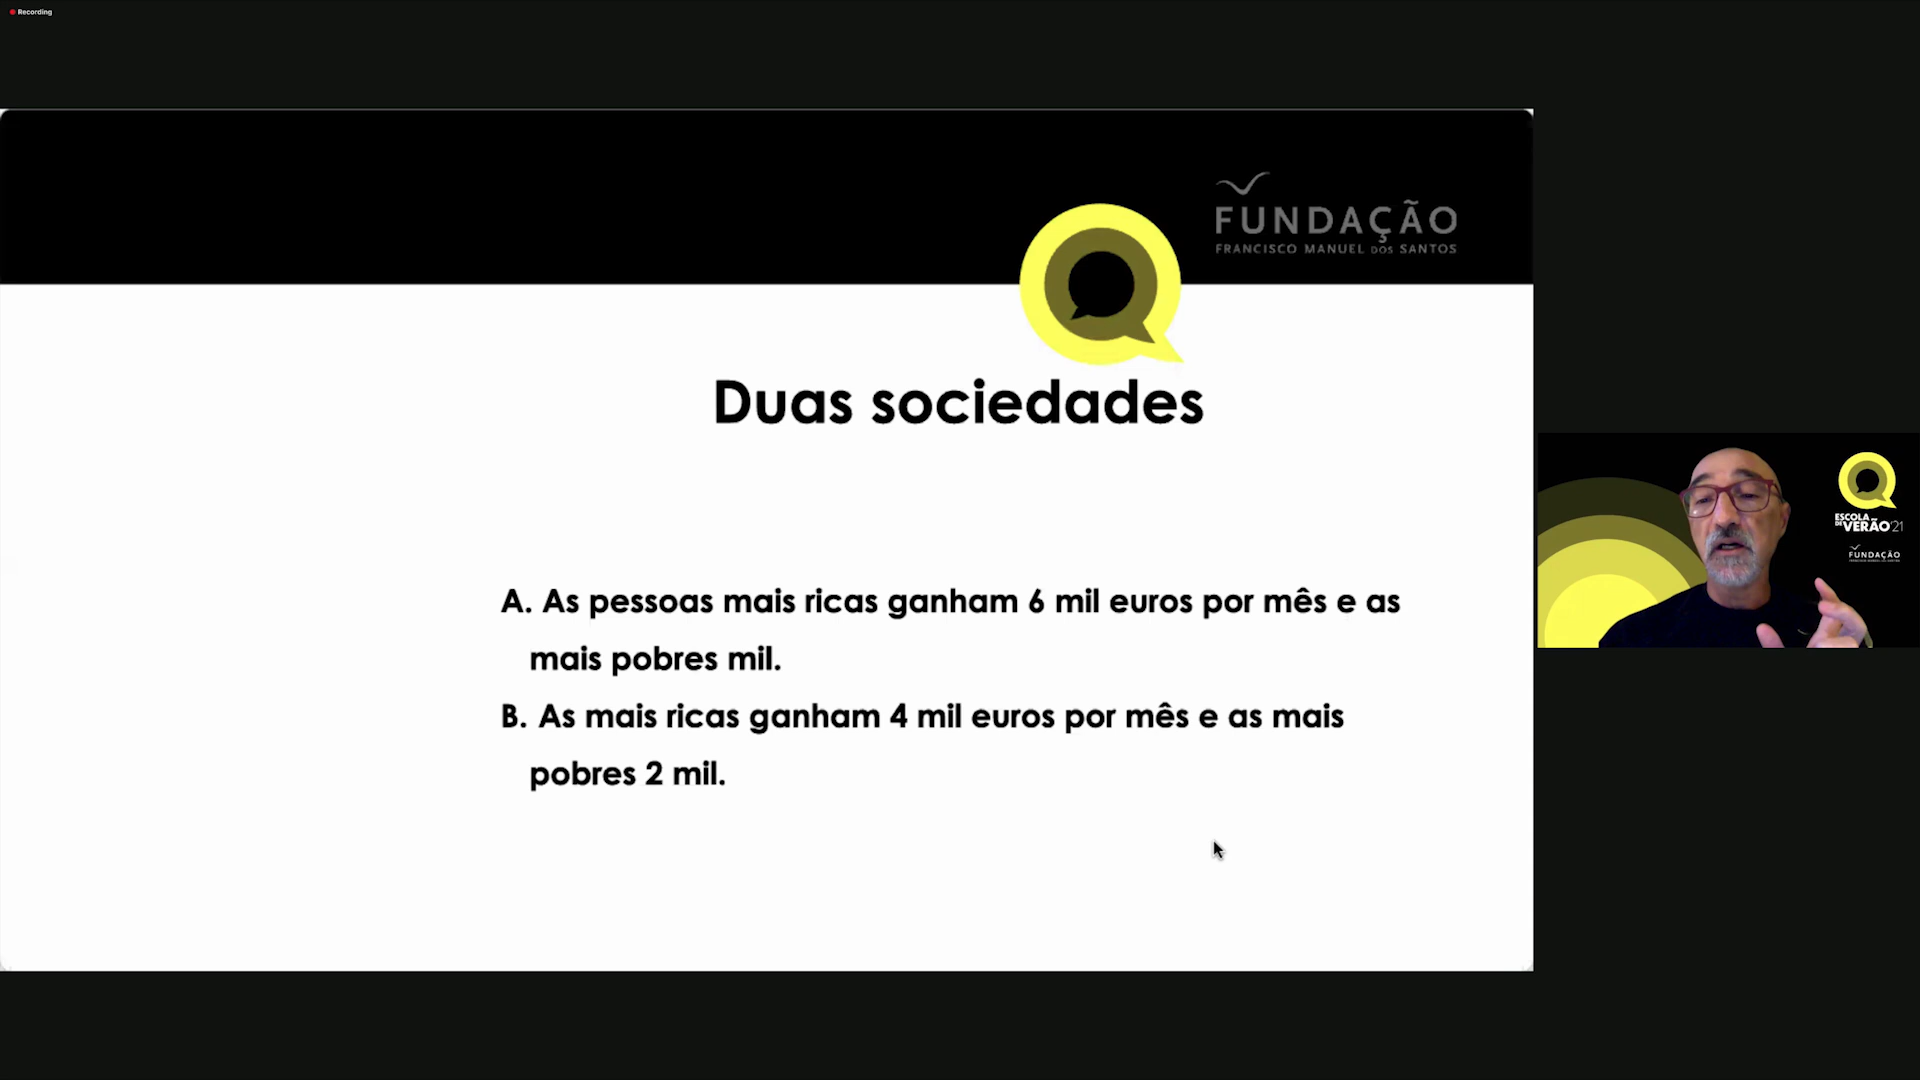 Recording
FUNDAÇÃO
FRANCISCO MANUEL DOS SANTOS
Duas sociedades
A. As pessoas mais ricas ganham 6 mil euros por mês e as
mais pobres mil.
B. As mais ricas ganham 4 mil euros por mês e as mais
pobres 2 mil.
ESCOLA
DE VERÃO'21
FUNDAÇÃO